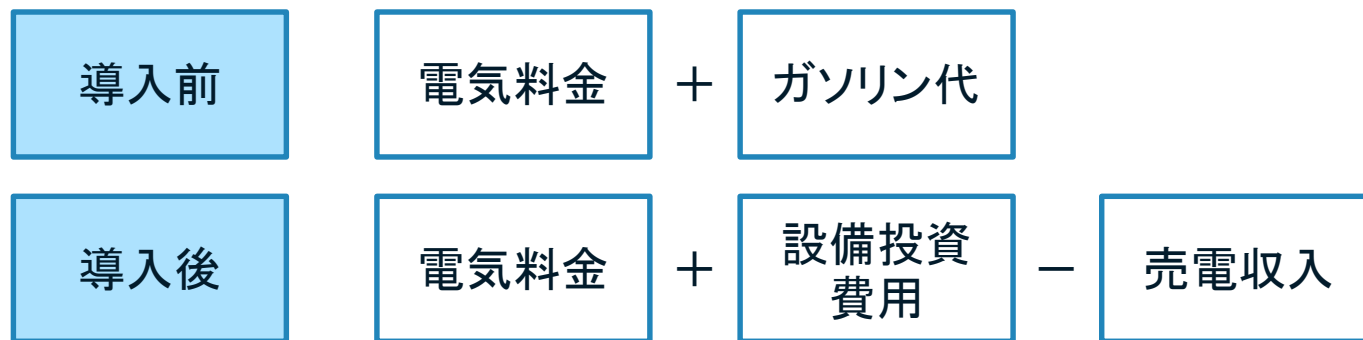 導入前 電気料金 + ガソリン代
導入後 電気料金 + 設備投資 − 売電収入
費用